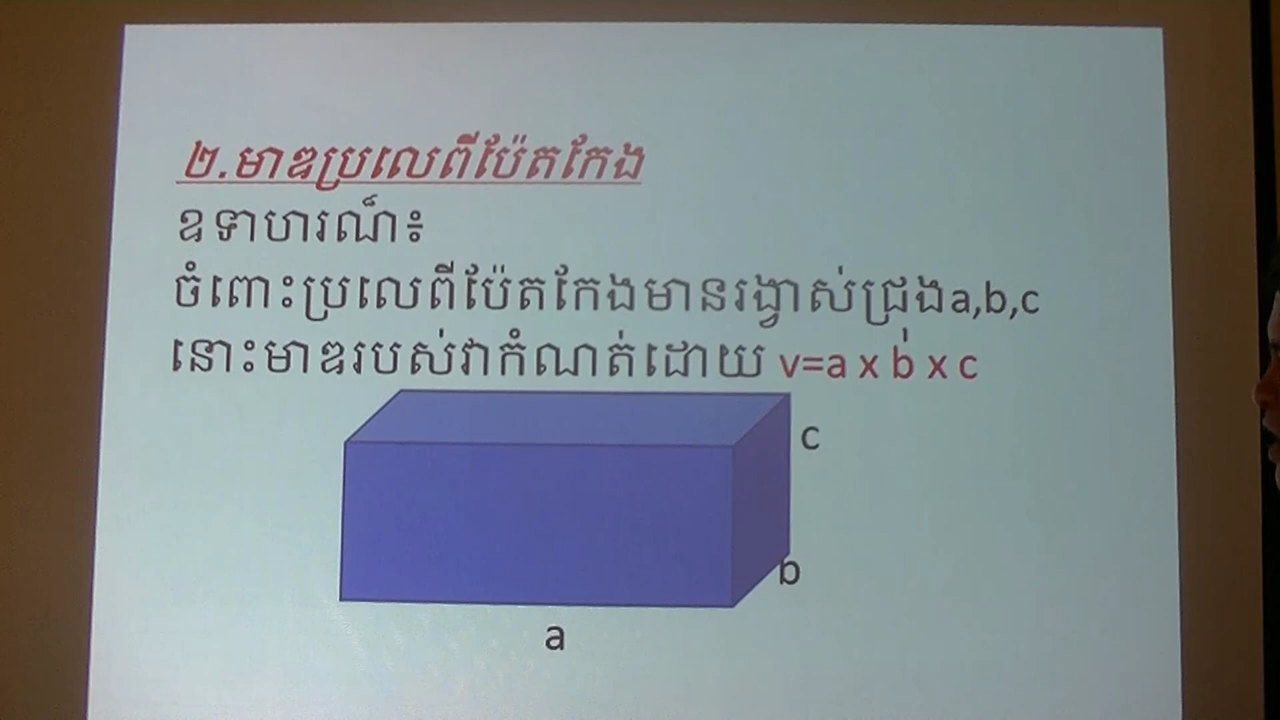 ២.មាឌប្រលេពីប៉ែតកែង
ឧទាហរណ៏៖
ចំពោះប្រលេពីប៉ែតកែងមានរង្វាស់ជ្រុងa,b,c
នោះមាឌរបស់វាកំណត់ដោយ v=a x b x c
c
b
a